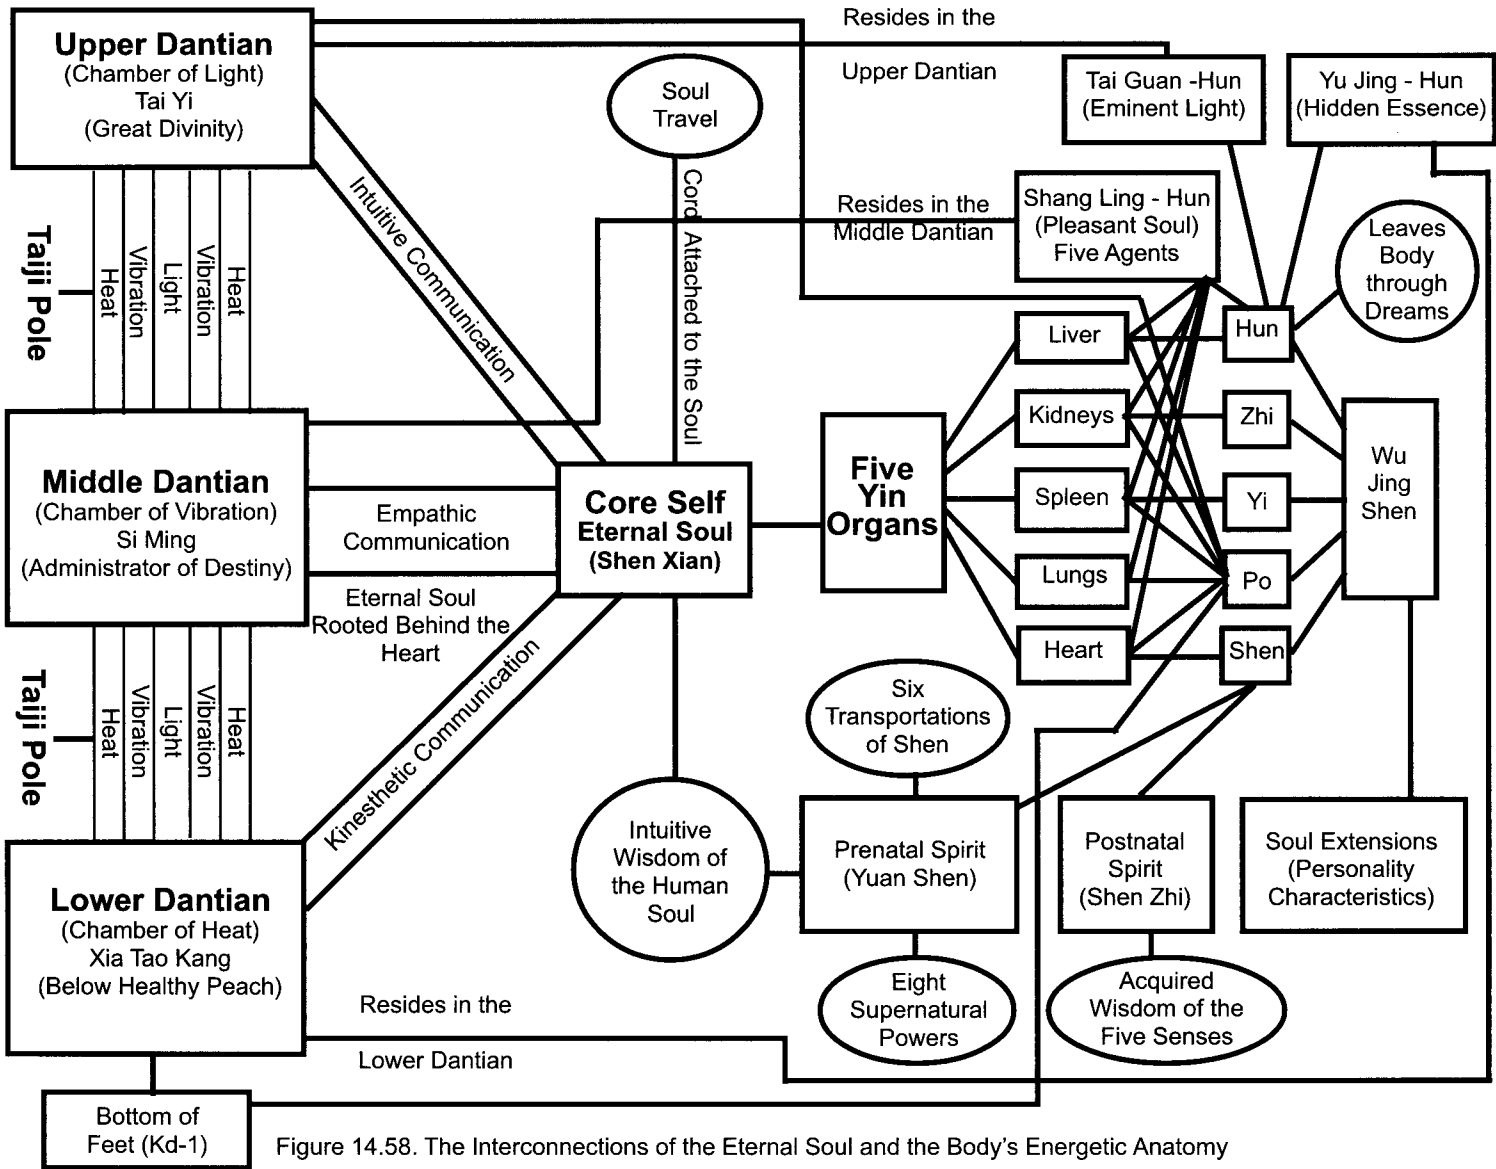 Upper Dantian
(Chamber of Light)
Tai Yi
(Great Divinity)
Resides in the
Upper Dantian
Soul
Travel
Tai Guan -Hun
(Eminent Light)
Yu Jing - Hun
(Hidden Essence)
Taiji Pole
Heat
Vibration
Light
Vibration
Heat
Intuitive Communication
Cord Attached to the Soul
Resides in the
Middle Dantian
Shang Ling - Hun
(Pleasant Soul)
Five Agents
Leaves
Body
through
Dreams
Liver
Kidneys
Spleen
Lungs
Heart
Hun
Zhi
Yi
Po
Shen
Wu
Jing
Shen
Middle Dantian
(Chamber of Vibration)
Si Ming
(Administrator of Destiny)
Empathic
Communication
Eternal Soul
Rooted Behind the
Heart
Core Self
Eternal Soul
(Shen Xian)
Five
Yin
Organs
Taiji Pole
Heat
Vibration
Light
Vibration
Heat
Kinesthetic Communication
Six
Transportations
of Shen
Intuitive
Wisdom of
the Human
Soul
Prenatal Spirit
(Yuan Shen)
Postnatal
Spirit
(Shen Zhi)
Soul Extensions
(Personality
Characteristics)
Lower Dantian
(Chamber of Heat)
Xia Tao Kang
(Below Healthy Peach)
Resides in the
Lower Dantian
Eight
Supernatural
Powers
Acquired
Wisdom of the
Five Senses
Bottom of
Feet (Kd-1)
Figure 14.58. The Interconnections of the Eternal Soul and the Body's Energetic Anatomy